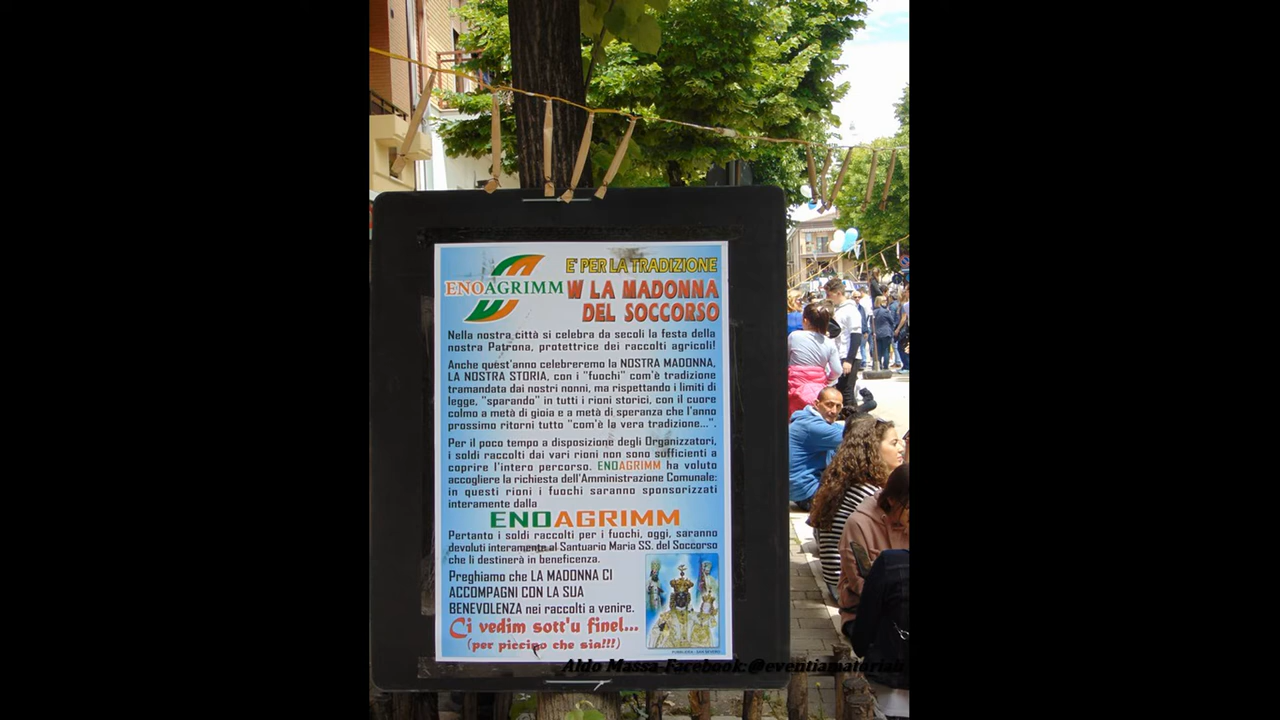 ENOAGRIMM
E' PER LA TRADIZIONE
W LA MADONNA
DEL SOCCORSO
Nella nostra città si celebra da secoli la festa della
nostra Patrona, protettrice dei raccolti agricoli!
Anche quest'anno celebreremo la NOSTRA MADONNA,
LA NOSTRA STORIA, con i "fuochi" com'è tradizione
tramandata dai nostri nonni, ma rispettando i limiti di
legge, "sparando" in tutti i rioni storici, con il cuore
colmo a metà di gioia e a metà di speranza che l'anno
prossimo ritorni tutto "com'è la vera tradizione...".
Per il poco tempo a disposizione degli Organizzatori,
i soldi raccolti dai vari rioni non sono sufficienti a
coprire l'intero percorso. ENOAGRIMM ha voluto
accogliere la richiesta dell'Amministrazione Comunale:
in questi rioni i fuochi saranno sponsorizzati
interamente dalla
ENOAGRIMM
Pertanto i soldi raccolti per i fuochi, oggi, saranno
devoluti interamente al Santuario Maria SS. del Soccorso
che li destinerà in beneficenza.
Preghiamo che LA MADONNA CI
ACCOMPAGNI CON LA SUA
BENEVOLENZA nei raccolti a venire.
Ci vedim sott'u finel...
(per piccino che sia!!!)
Aldo Massa-Facebook:@eventiamatoriali